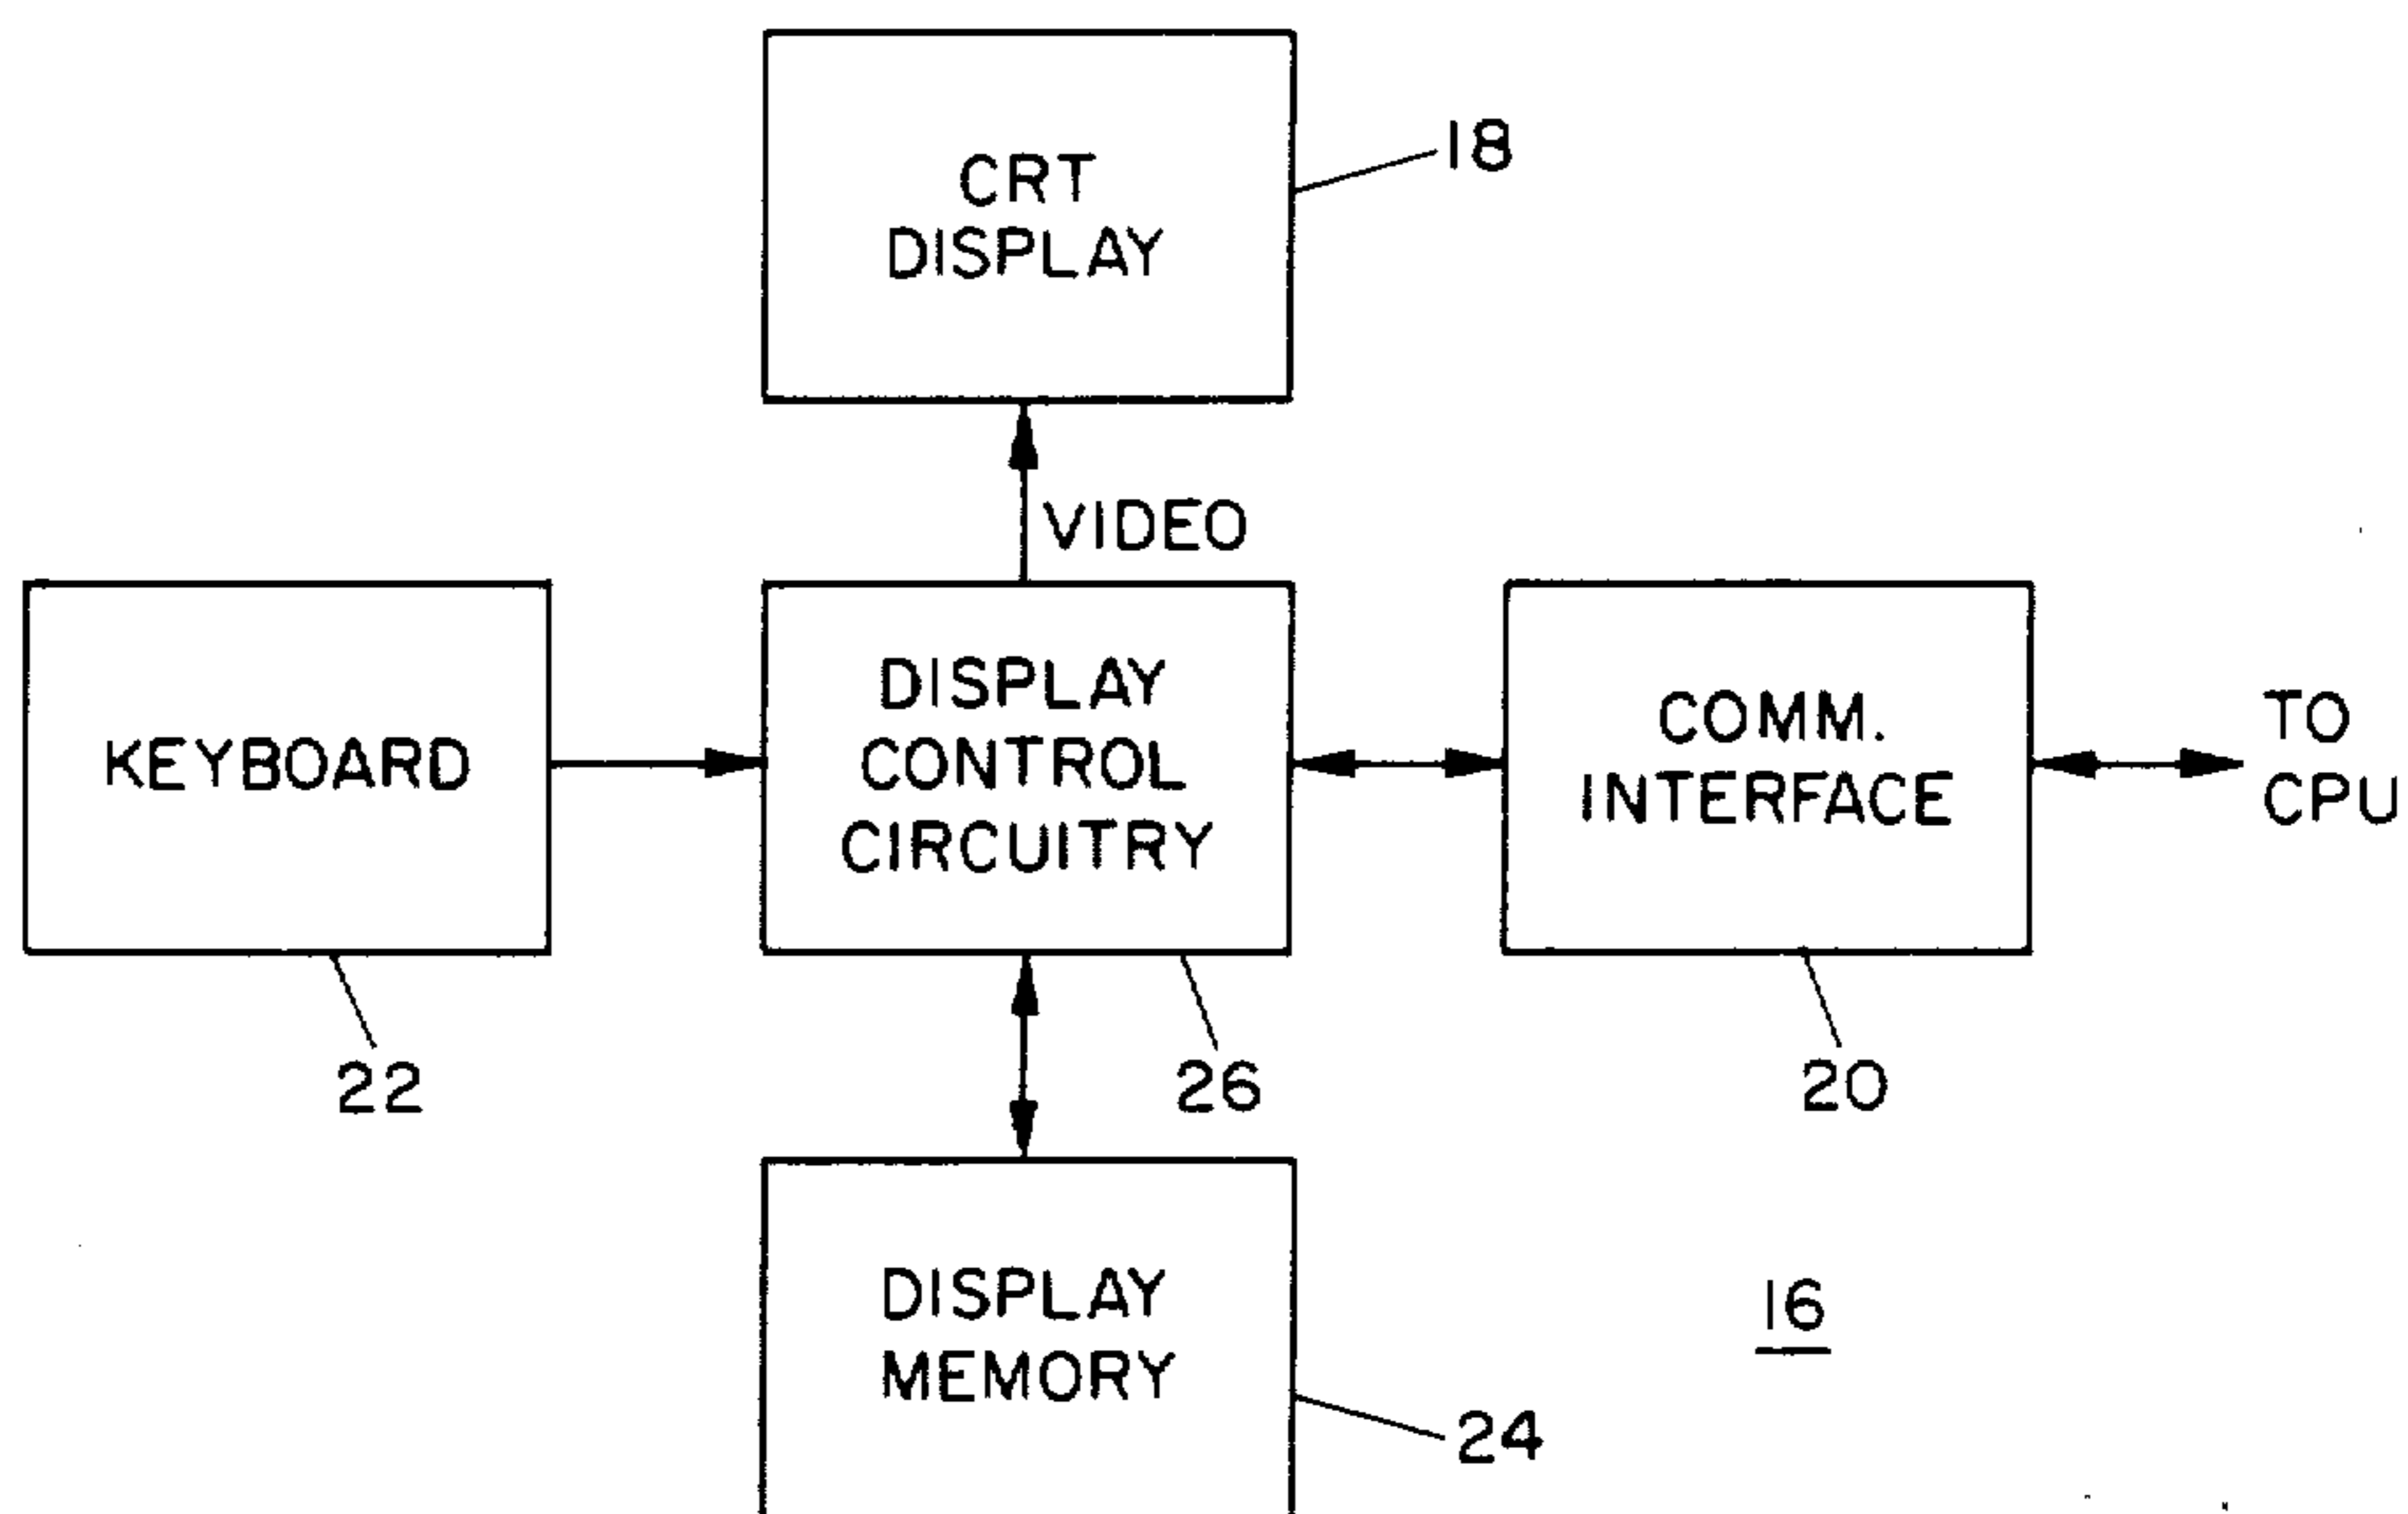 CRT
DISPLAY
18
VIDEO
KEYBOARD
DISPLAY
CONTROL
CIRCUITRY
COMM.
INTERFACE
TO
CPU
22
26
20
DISPLAY
MEMORY
16
24